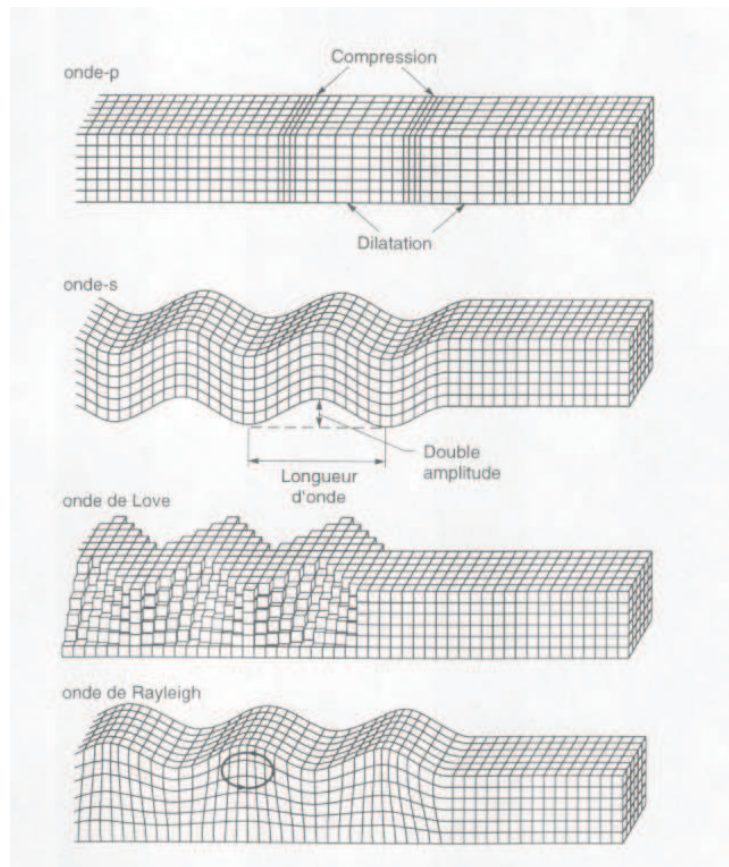 Compression
onde-p
Dilatation
onde-s
Double
amplitude
Longueur
d'onde
onde de Love
onde de Rayleigh